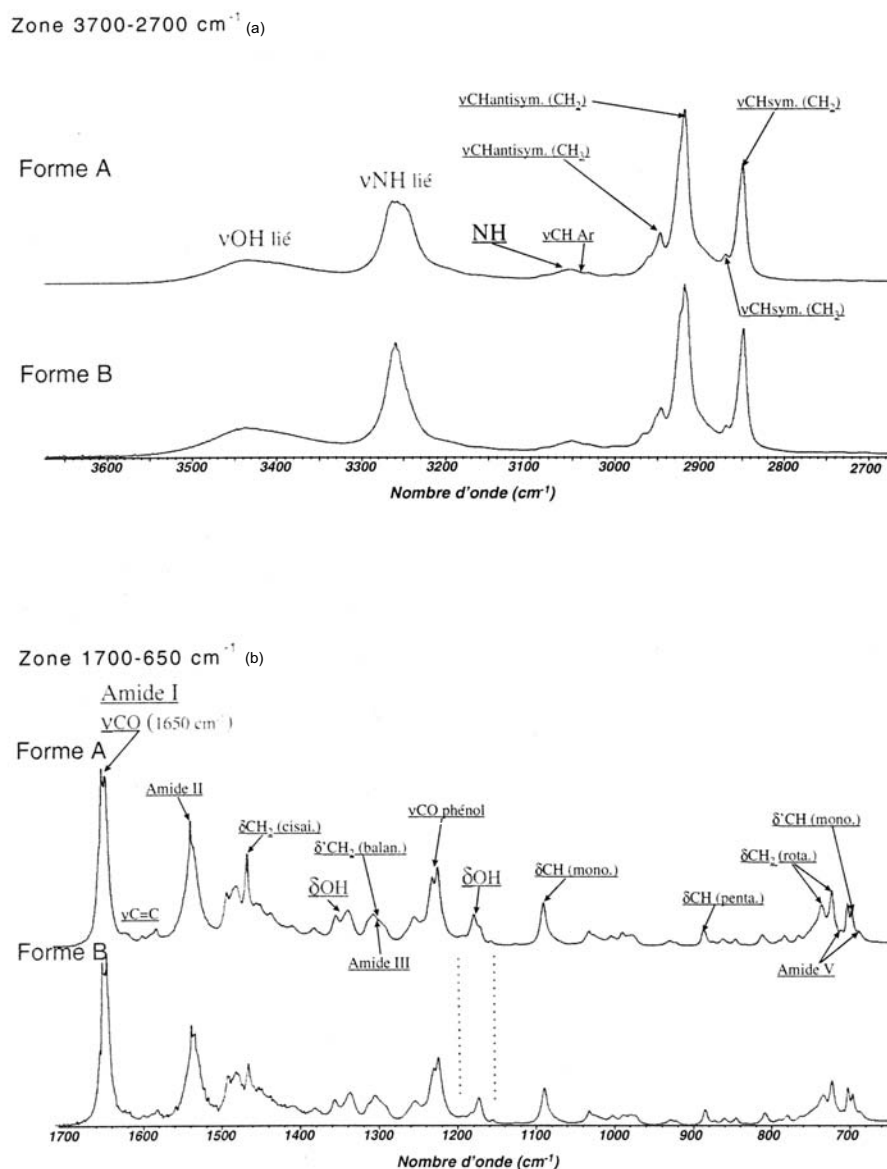 Zone 3700-2700 cm⁻¹ (a)
νCHantisym. (CH₂)
νCHsym. (CH₂)
νCHantisym. (CH₂)
Forme A
νNH lié
νOH lié
NH
νCH Ar
νCHsym. (CH₂)
Forme B
3600 3500 3400 3300 3200 3100 3000 2900 2800 2700
Nombre d'onde (cm⁻¹)
Zone 1700-650 cm⁻¹ (b)
Amide I
νCO (1650 cm⁻¹)
Forme A
Amide II
νCO phénol
δ'CH (mono.)
δCH₂ (cisai.)
δ'CH₂ (balan.)
δCH₂ (rota.)
δOH
δOH
δCH (mono.)
νC=C
δCH (penta.)
Amide III
Amide V
Forme B
1700 1600 1500 1400 1300 1200 1100 1000 900 800 700
Nombre d'onde (cm⁻¹)